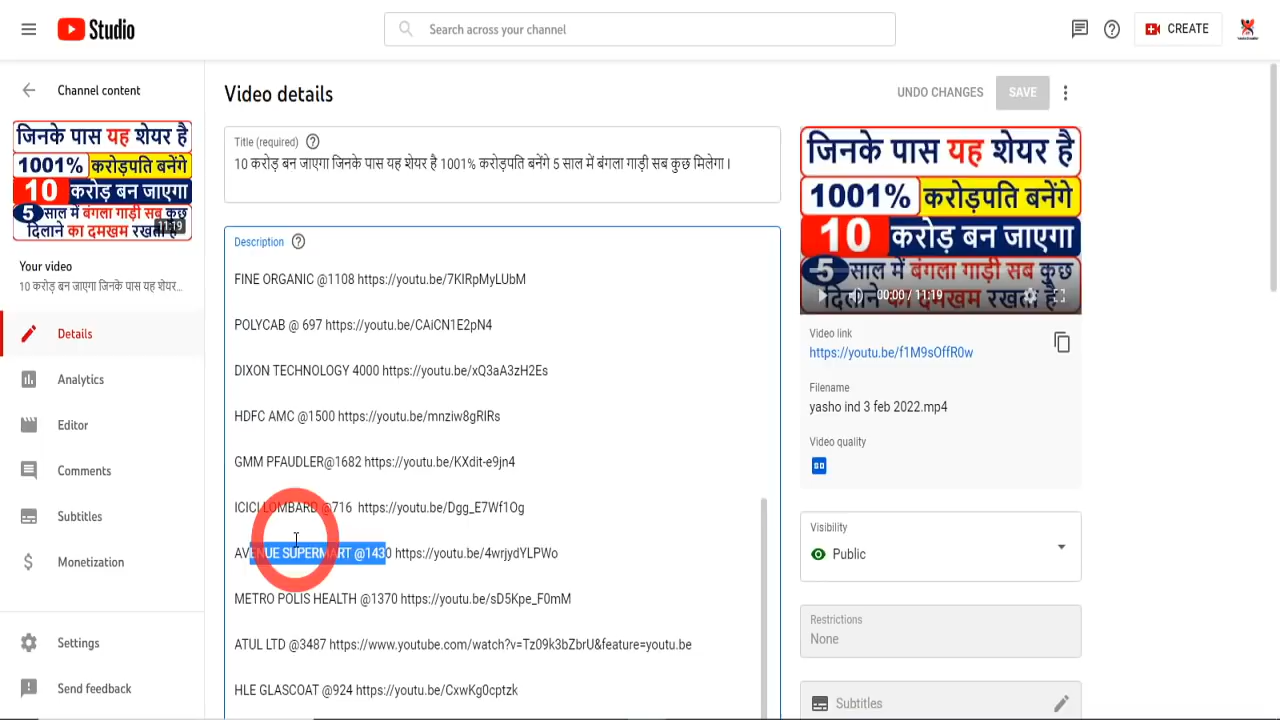 Studio
Search across your channel
CREATE
Channel content
जिनके पास यह शेयर है
1001% करोड़पति बनेंगे
10 करोड़ बन जाएगा
5 साल में बंगला गाड़ी सब कुछ
दिलाने का दमखम रखता है
11:19
Your video
10 करोड़ बन जाएगा जिनके पास यह शेयर...
Details
Analytics
Editor
Comments
Subtitles
Monetization
Settings
Send feedback
Video details
UNDO CHANGES
SAVE
Title (required)
10 करोड़ बन जाएगा जिनके पास यह शेयर है 1001% करोड़पति बनेंगे 5 साल में बंगला गाड़ी सब कुछ मिलेगा।
Description
FINE ORGANIC @1108 https://youtu.be/7KIRpMyLUbM
POLYCAB @ 697 https://youtu.be/CAiCN1E2pN4
DIXON TECHNOLOGY 4000 https://youtu.be/xQ3aA3zH2Es
HDFC AMC @1500 https://youtu.be/mnziw8gRIRs
GMM PFAUDLER@1682 https://youtu.be/KXdit-e9jn4
ICICI LOMBARD @716 https://youtu.be/Dgg_E7Wf1Og
AVENUE SUPERMART @1430 https://youtu.be/4wrjydYLPWo
METRO POLIS HEALTH @1370 https://youtu.be/sD5Kpe_F0mM
ATUL LTD @3487 https://www.youtube.com/watch?v=Tz09k3bZbrU&feature=youtu.be
HLE GLASCOAT @924 https://youtu.be/CxwKg0cptzk
जिनके पास यह शेयर है
1001% करोड़पति बनेंगे
10 करोड़ बन जाएगा
5 साल में बंगला गाड़ी सब कुछ
दिलाने का दमखम रखता है
00:00 / 11:19
Video link
https://youtu.be/f1M9sOffR0w
Filename
yasho ind 3 feb 2022.mp4
Video quality
SD
Visibility
Public
Restrictions
None
Subtitles